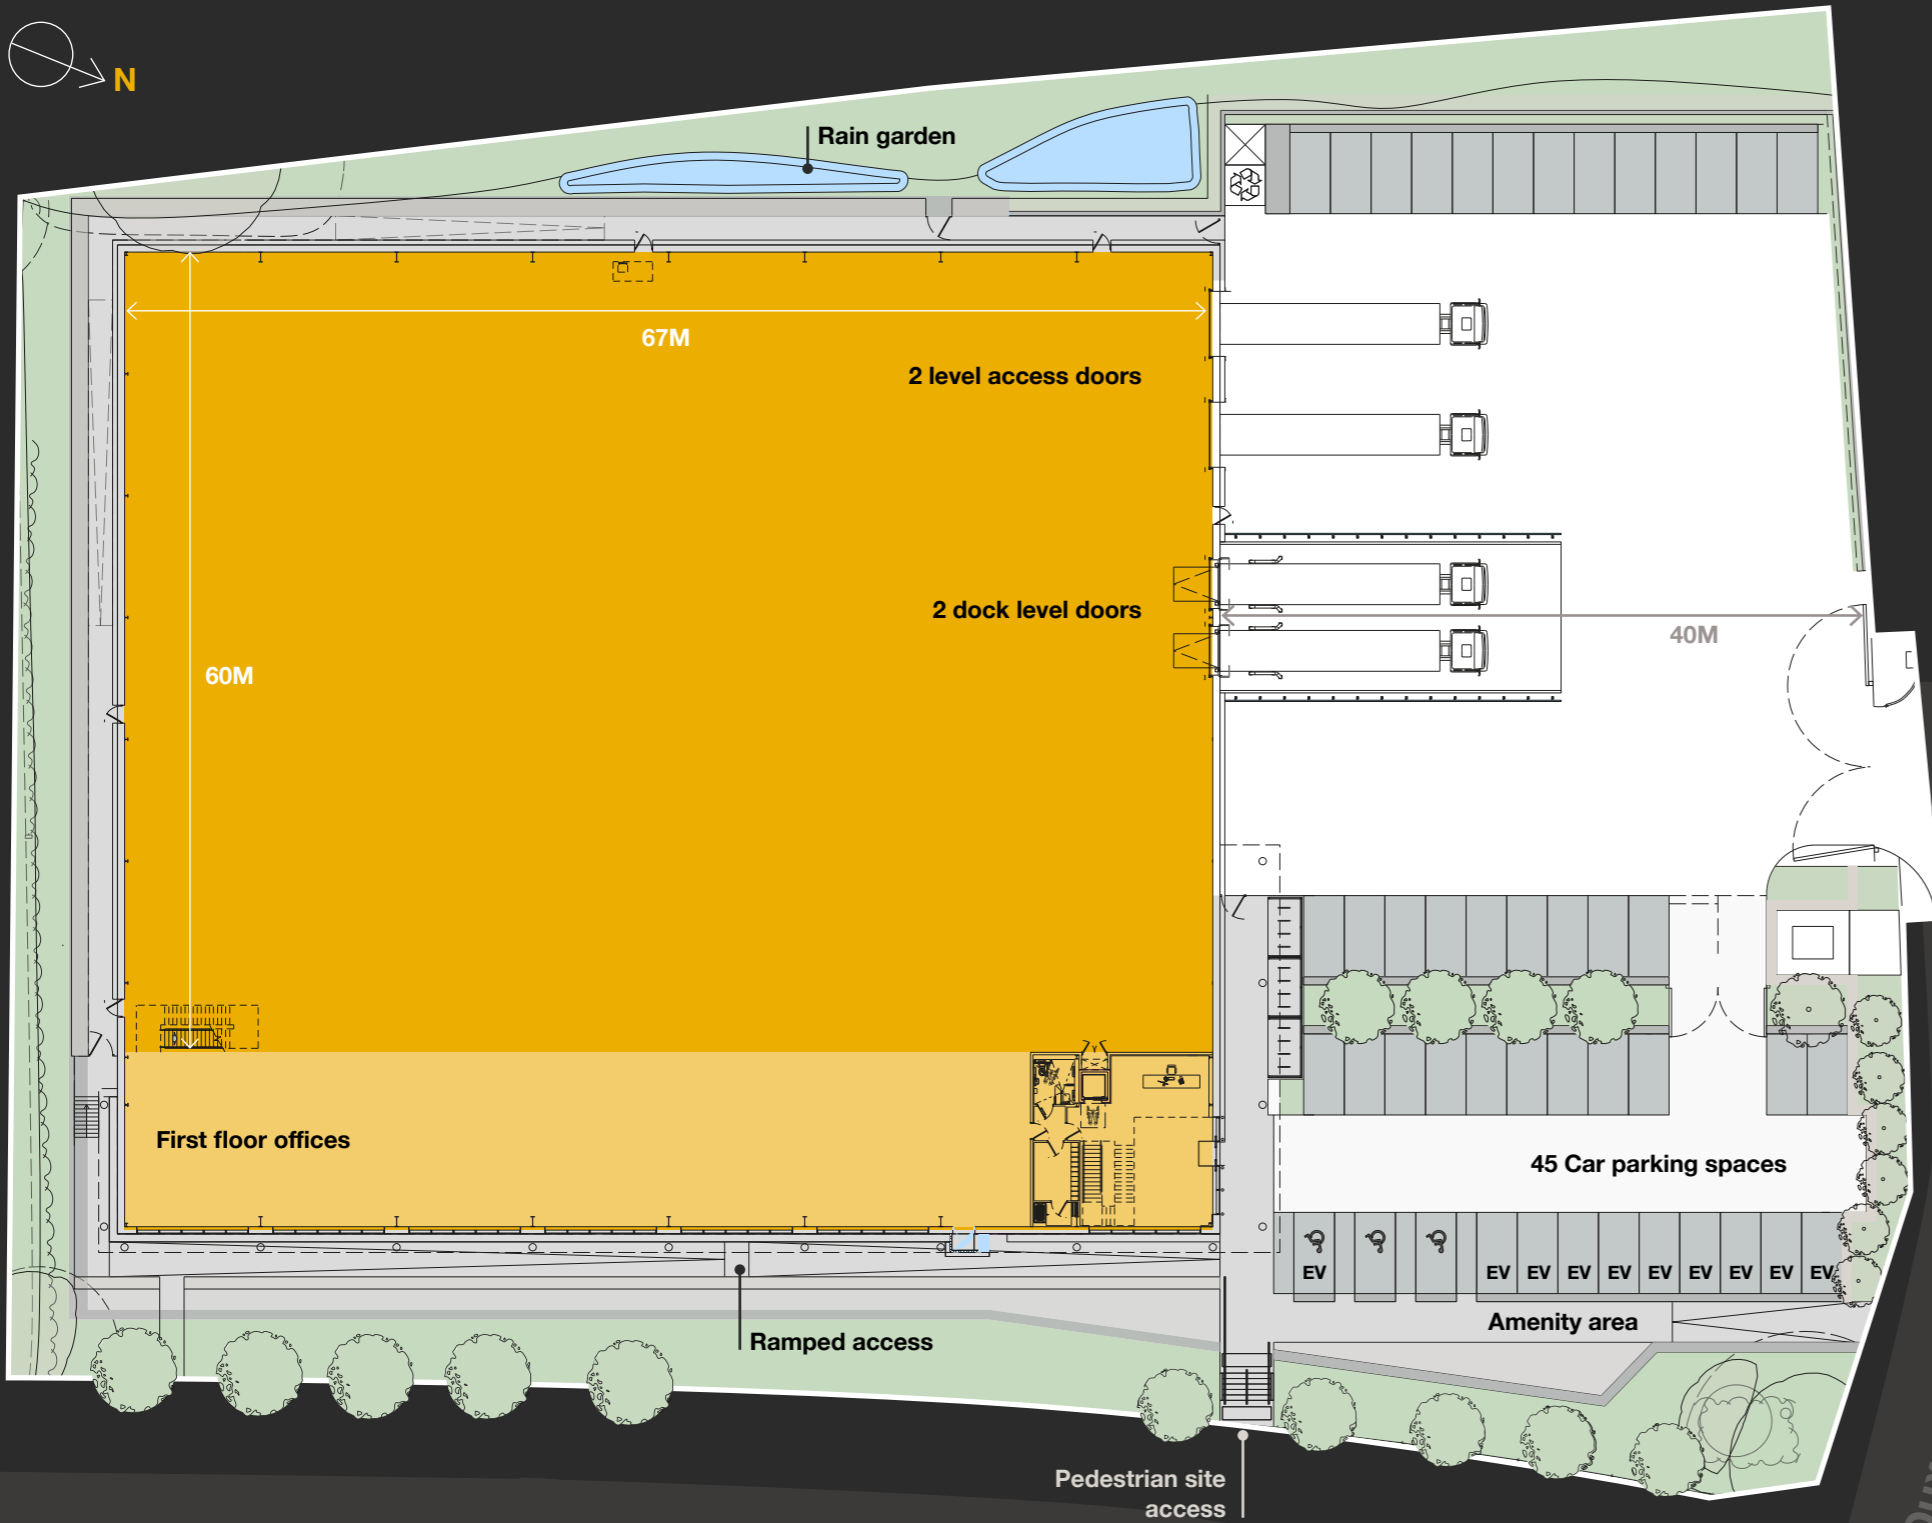 N
Rain garden
67M
2 level access doors
2 dock level doors
40M
60M
First floor offices
45 Car parking spaces
EV
EV EV EV EV EV EV EV EV EV
Amenity area
Ramped access
Pedestrian site
access